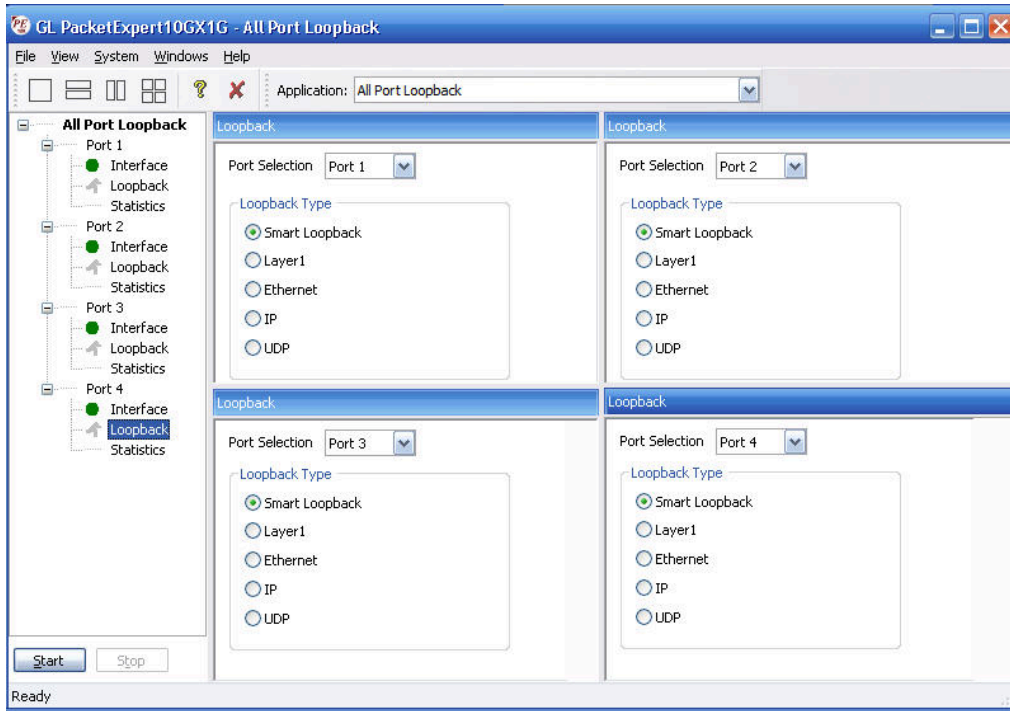 PE GL PacketExpert10GX1G - All Port Loopback
File View System Windows Help
? Application: All Port Loopback
All Port Loopback
Port 1
Interface
Loopback
Statistics
Port 2
Interface
Loopback
Statistics
Port 3
Interface
Loopback
Statistics
Port 4
Interface
Loopback
Statistics
Start Stop
Loopback
Port Selection Port 1
Loopback Type
Smart Loopback
Layer1
Ethernet
IP
UDP
Loopback
Port Selection Port 2
Loopback Type
Smart Loopback
Layer1
Ethernet
IP
UDP
Loopback
Port Selection Port 3
Loopback Type
Smart Loopback
Layer1
Ethernet
IP
UDP
Loopback
Port Selection Port 4
Loopback Type
Smart Loopback
Layer1
Ethernet
IP
UDP
Ready